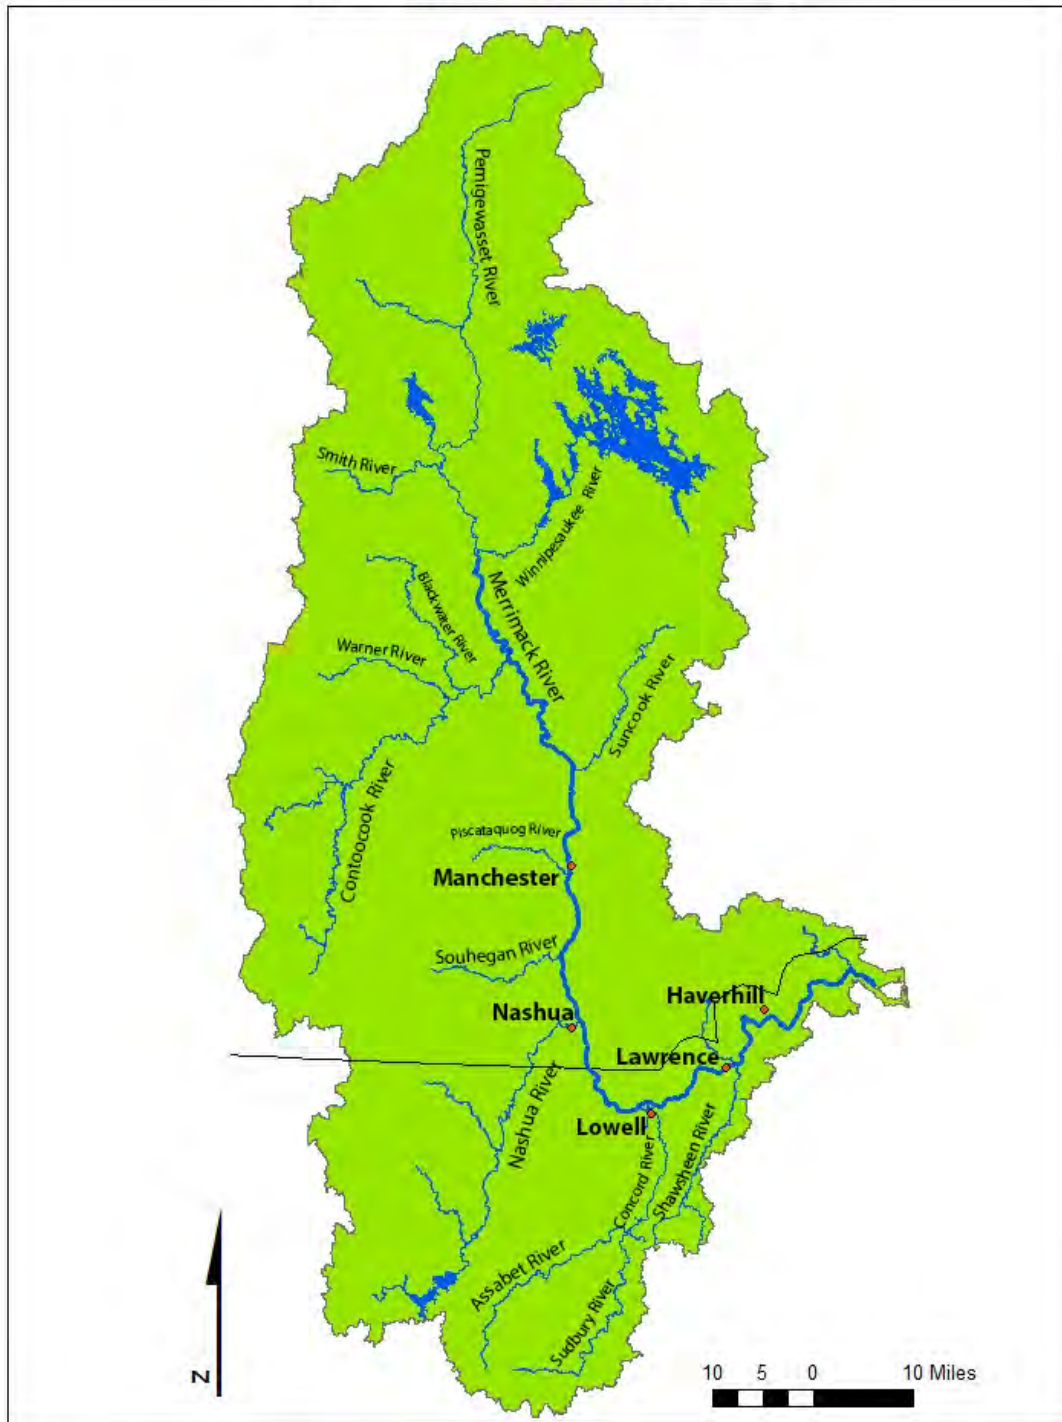 Pemigewasset River
Smith River
Winnipesaukee River
Merrimack River
Blackwater River
Warner River
Suncook River
Contoocook River
Piscataquog River
Manchester
Souhegan River
Haverhill
Nashua
Lawrence
Nashua River
Lowell
Concord River
Shawsheen River
Assabet River
Sudbury River
N
10 5 0 10 Miles